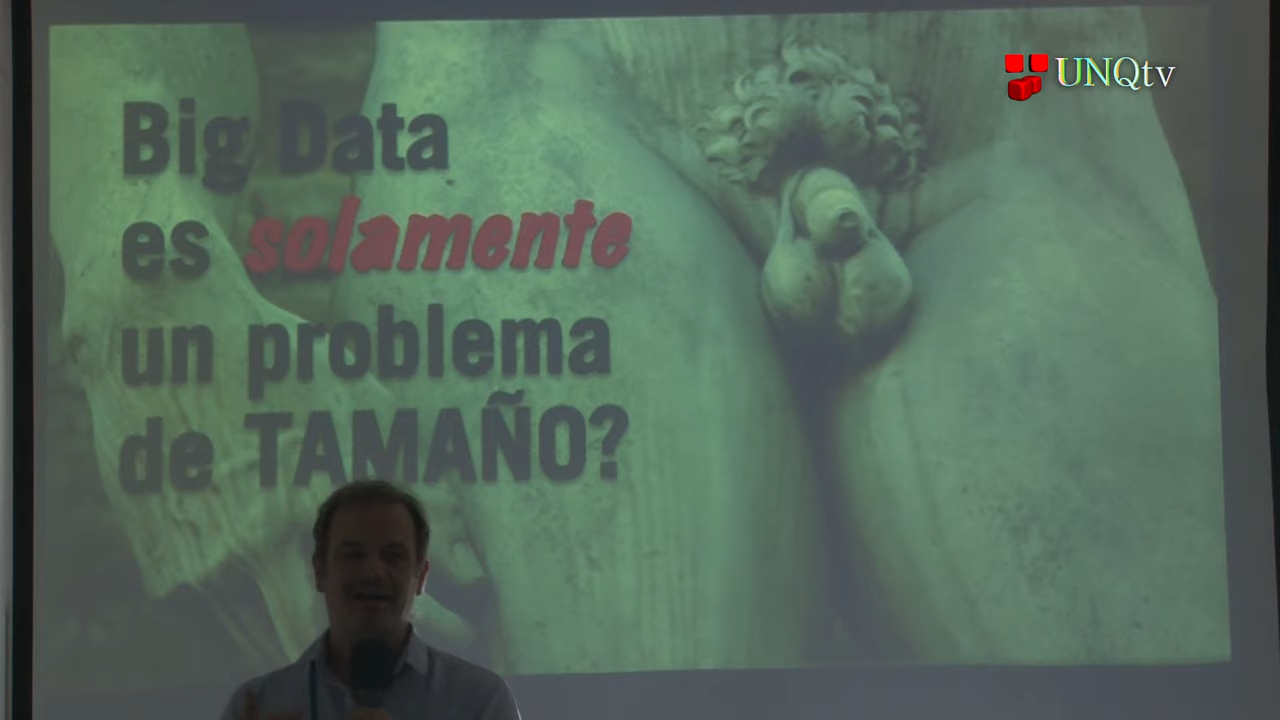 UNQtv
Big Data
es solamente
un problema
de TAMAÑO?